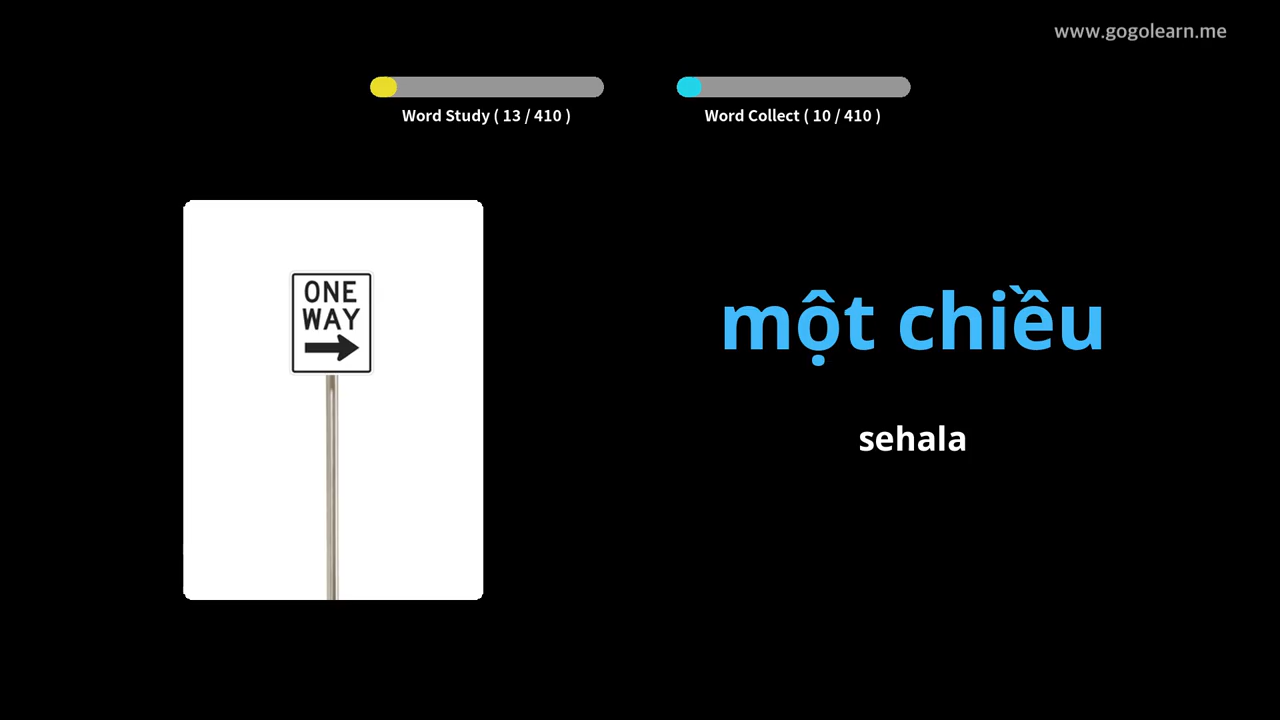 www.gogolearn.me
Word Study ( 13 / 410 )
Word Collect ( 10 / 410 )
ONE
WAY
một chiều
sehala